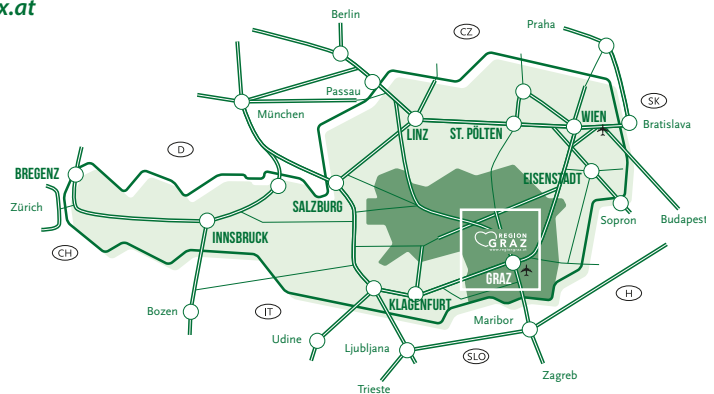 x.at
Berlin
Praha
CZ
Passau
SK
München
LINZ
ST. PÖLTEN
WIEN
Bratislava
D
BREGENZ
EISENSTADT
Zürich
SALZBURG
Sopron
Budapest
INNSBRUCK
REGION
GRAZ
CH
GRAZ
H
Bozen
IT
KLAGENFURT
Maribor
Udine
Ljubljana
SLO
Zagreb
Trieste